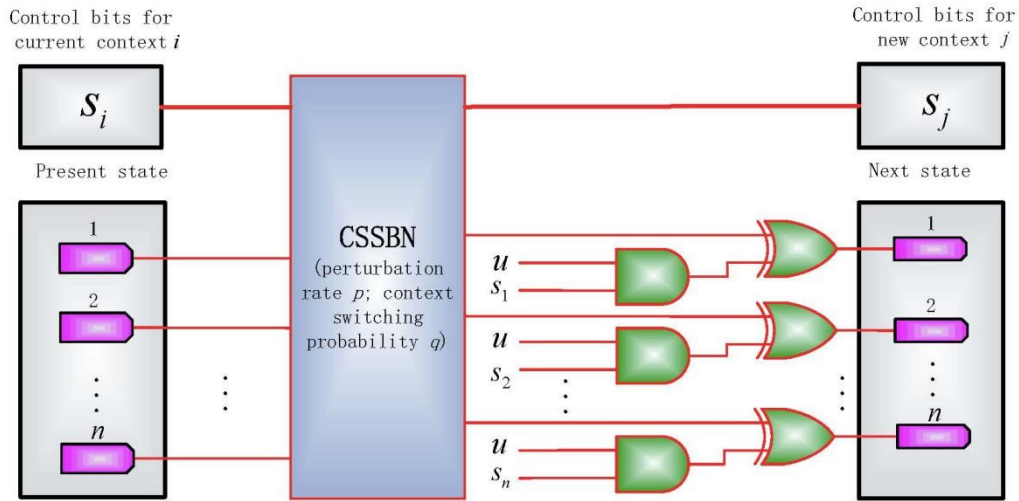 Control bits for
current context i
Control bits for
new context j
S_i
S_j
Present state
Next state
CSSBN
(perturbation
rate p; context
switching
probability q)
1
2
n
u
s_1
u
s_2
u
s_n
1
2
n